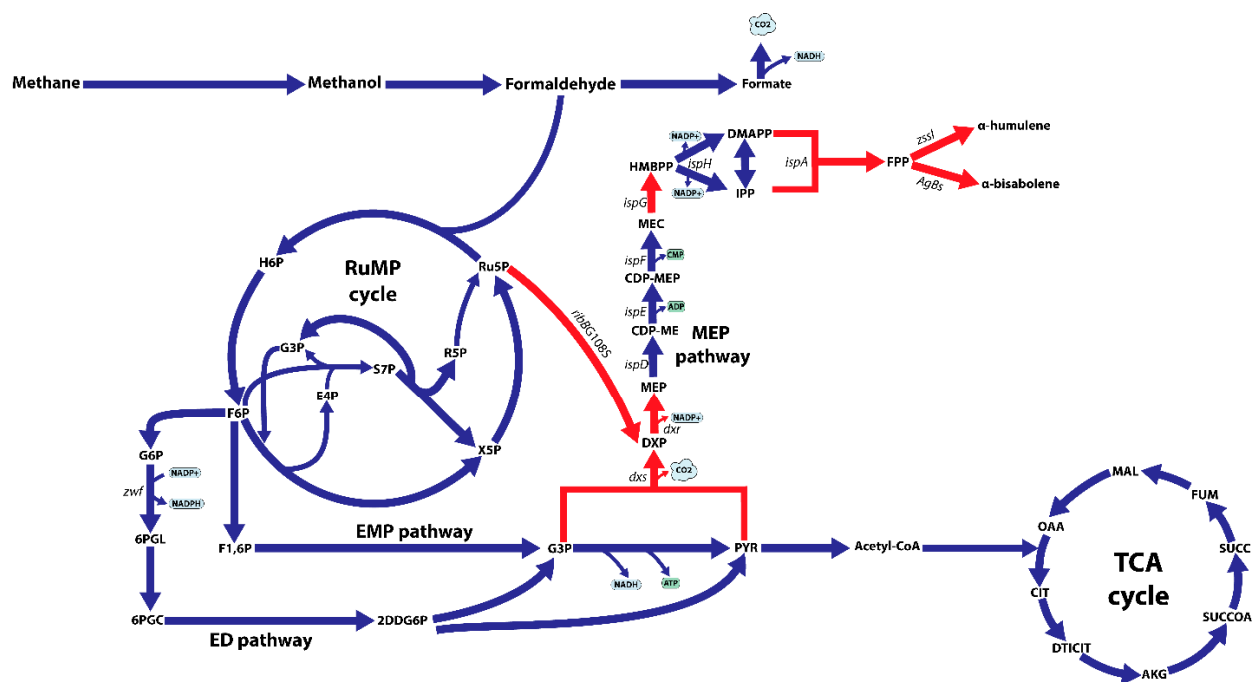 CO2
NADH
Methane
Methanol
Formaldehyde
Formate
NADP+
DMAPP
zssI
α-humulene
HMBPP
ispH
ispA
FPP
NADP+
IPP
AgBs
α-bisabolene
ispG
MEC
H6P
RuMP
cycle
Ru5P
ispF
CMP
CDP-MEP
ispE
ADP
ribBG108S
CDP-ME
MEP
pathway
G3P
R5P
S7P
ispD
E4P
MEP
F6P
NADP+
dxr
X5P
DXP
G6P
NADP+
zwf
NADPH
dxs
CO2
MAL
FUM
6PGL
EMP pathway
OAA
F1,6P
G3P
PYR
Acetyl-CoA
SUCC
NADH
ATP
TCA
cycle
CIT
6PGC
2DDG6P
SUCCOA
ED pathway
DTICIT
AKG